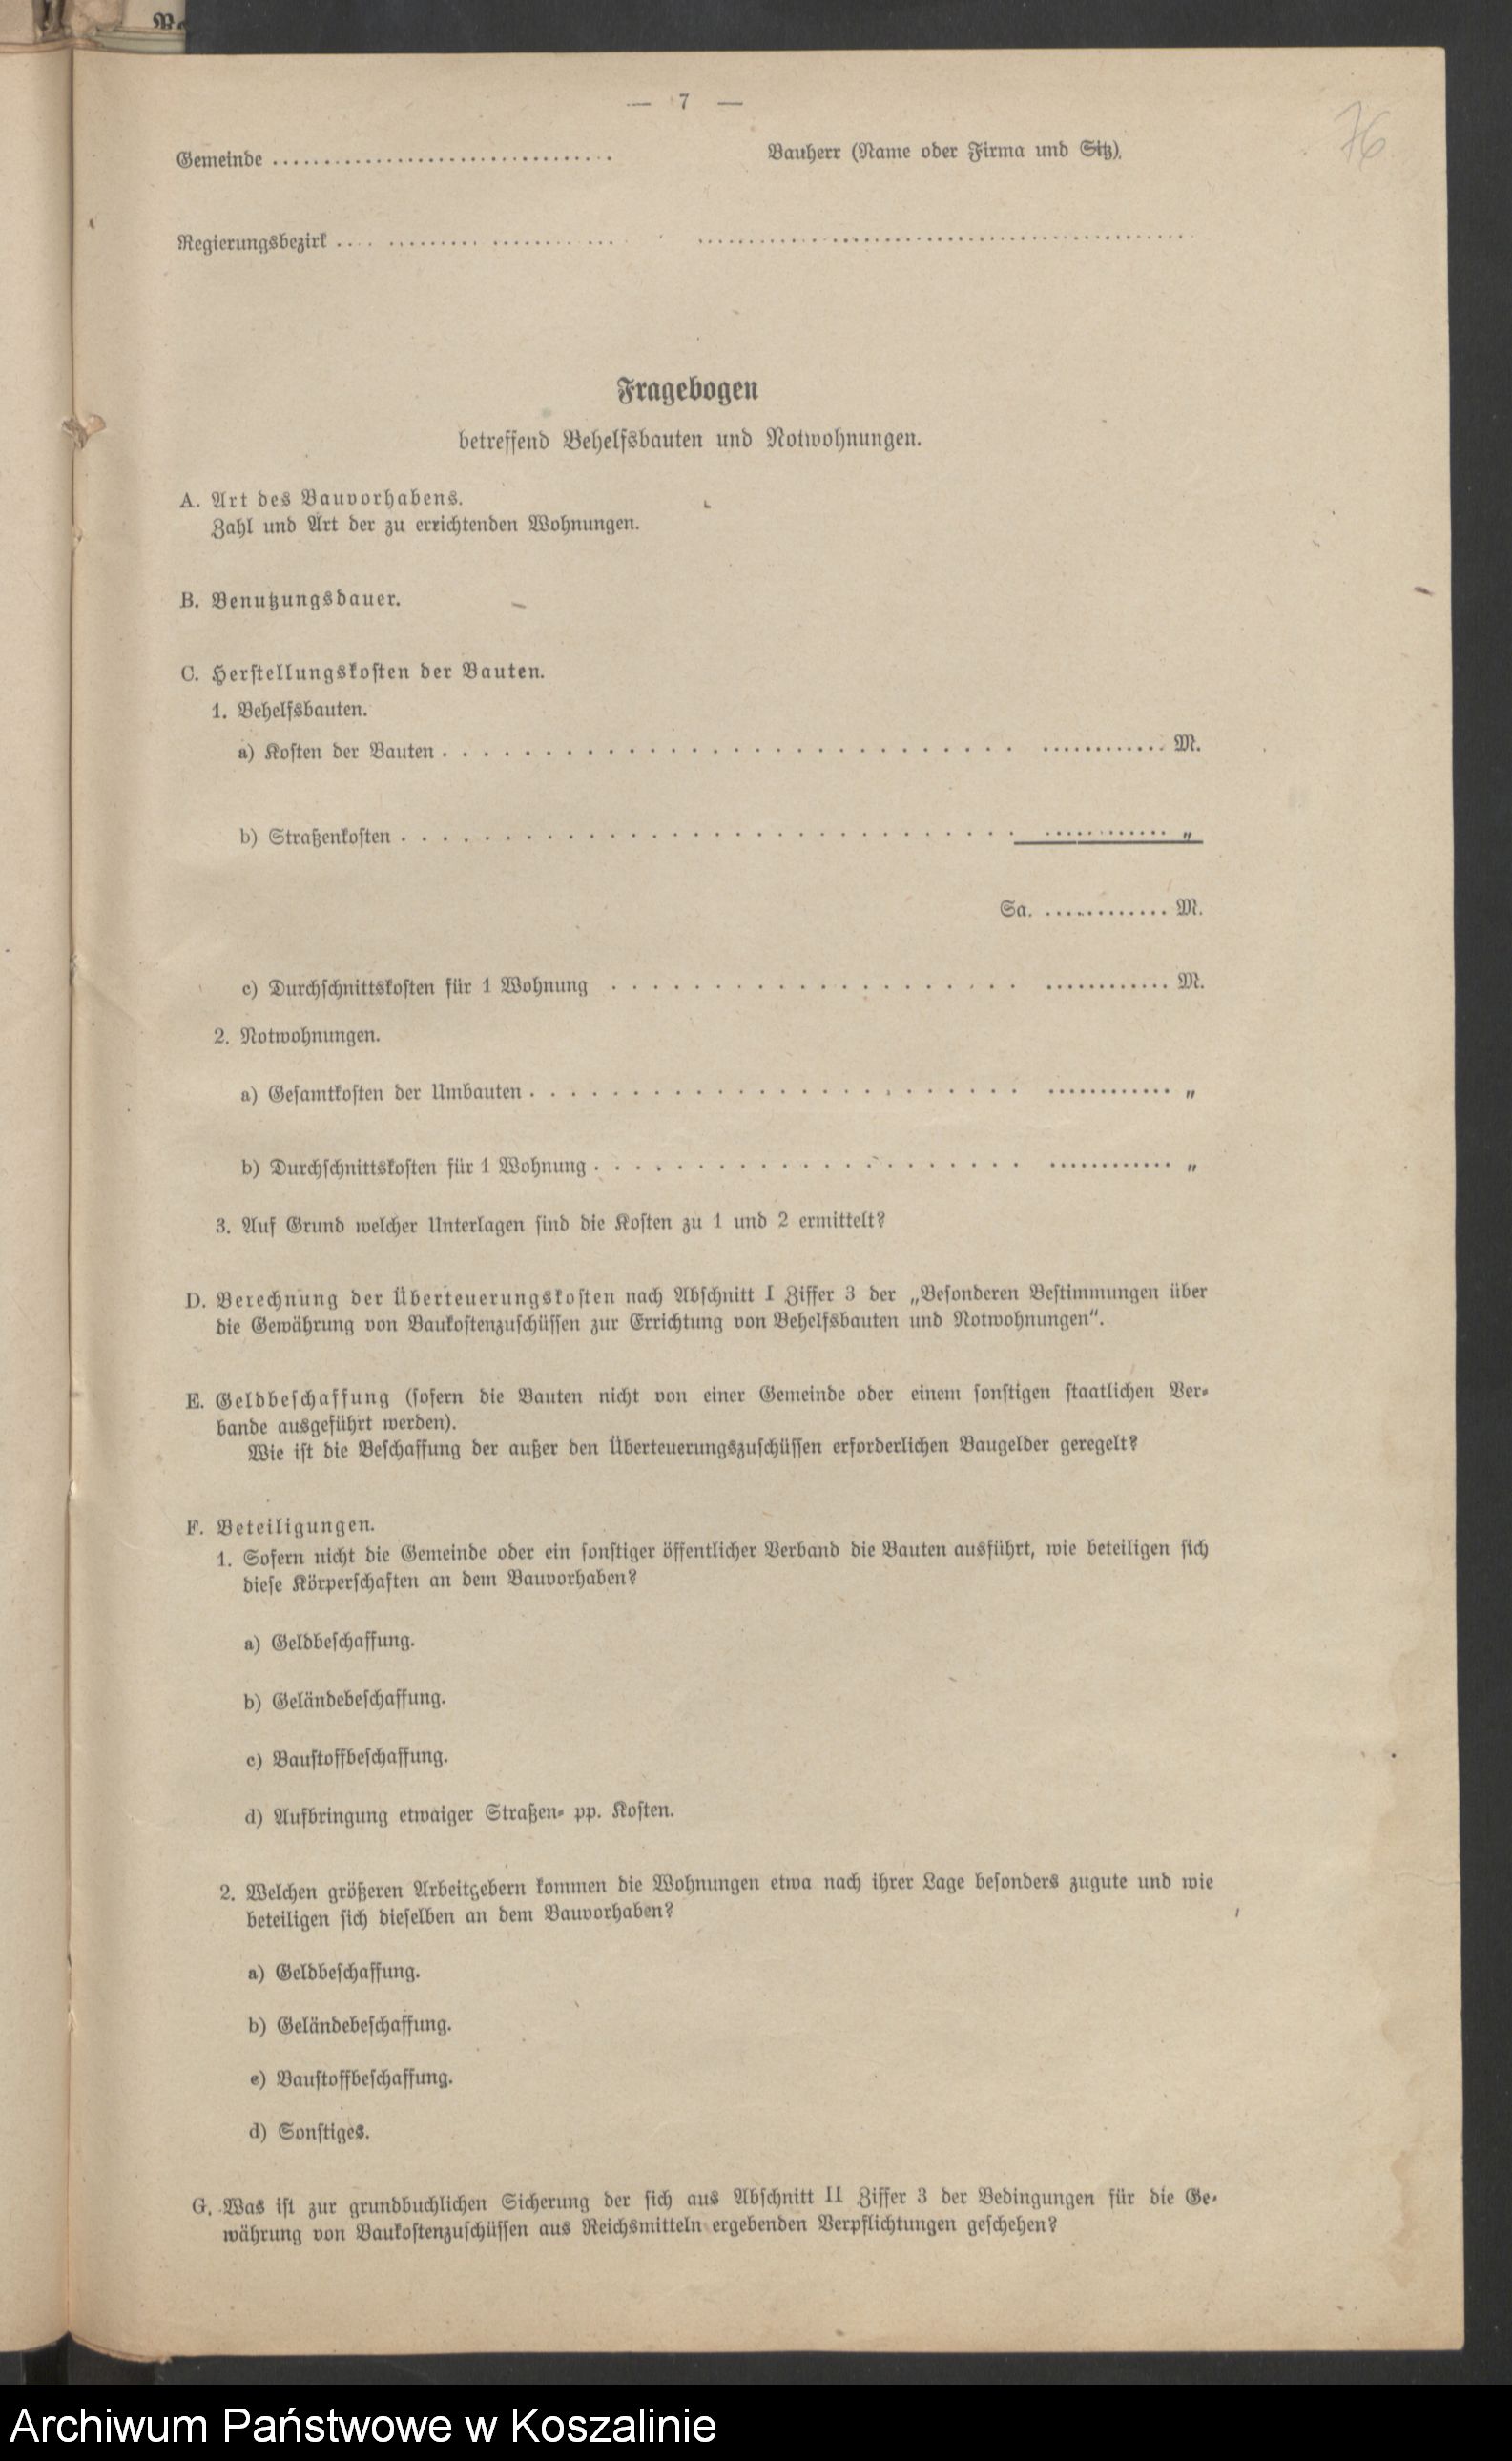 — 7 —
76
Gemeinde ..................................
Bauherr (Name oder Firma und Sitz).
Regierungsbezirk .... ......... ............ ..................................................
Fragebogen
betreffend Behelfsbauten und Notwohnungen.
A. Art des Bauvorhabens.
Zahl und Art der zu errichtenden Wohnungen.
B. Benutzungsdauer.
C. Herstellungskosten der Bauten.
1. Behelfsbauten.
a) Kosten der Bauten . . . . . . . . . . . . . . . . . . . . . . . . . . . . ............ M.
b) Straßenkosten . . . . . . . . . . . . . . . . . . . . . . . . . . . . . . ............ „
Sa. ............ M.
c) Durchschnittskosten für 1 Wohnung . . . . . . . . . . . . . . . . . . . . ............ M.
2. Notwohnungen.
a) Gesamtkosten der Umbauten . . . . . . . . . . . . . . . . . . . . . . . . ............ „
b) Durchschnittskosten für 1 Wohnung . . . . . . . . . . . . . . . . . . . . . ............ „
3. Auf Grund welcher Unterlagen sind die Kosten zu 1 und 2 ermittelt?
D. Berechnung der Überteuerungskosten nach Abschnitt I Ziffer 3 der „Besonderen Bestimmungen über
die Gewährung von Baukostenzuschüssen zur Errichtung von Behelfsbauten und Notwohnungen“.
E. Geldbeschaffung (sofern die Bauten nicht von einer Gemeinde oder einem sonstigen staatlichen Ver-
bande ausgeführt werden).
Wie ist die Beschaffung der außer den Überteuerungszuschüssen erforderlichen Baugelder geregelt?
F. Beteiligungen.
1. Sofern nicht die Gemeinde oder ein sonstiger öffentlicher Verband die Bauten ausführt, wie beteiligen sich
diese Körperschaften an dem Bauvorhaben?
a) Geldbeschaffung.
b) Geländebeschaffung.
c) Baustoffbeschaffung.
d) Aufbringung etwaiger Straßen- pp. Kosten.
2. Welchen größeren Arbeitgebern kommen die Wohnungen etwa nach ihrer Lage besonders zugute und wie
beteiligen sich dieselben an dem Bauvorhaben?
a) Geldbeschaffung.
b) Geländebeschaffung.
c) Baustoffbeschaffung.
d) Sonstiges.
G. Was ist zur grundbuchlichen Sicherung der sich aus Abschnitt II Ziffer 3 der Bedingungen für die Ge-
währung von Baukostenzuschüssen aus Reichsmitteln ergebenden Verpflichtungen geschehen?
Archiwum Państwowe w Koszalinie